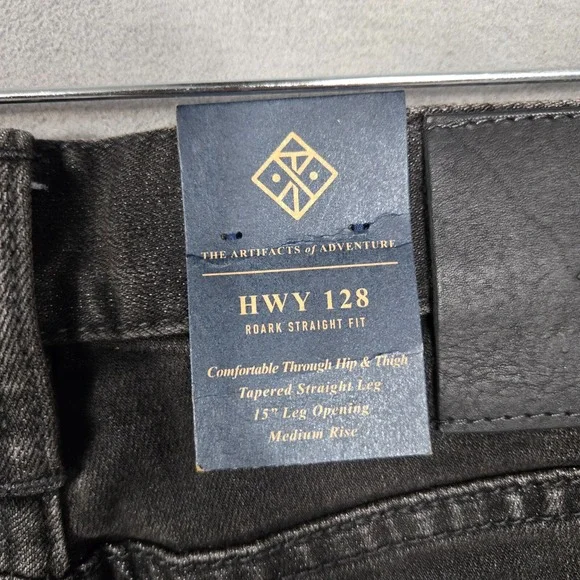 THE ARTIFACTS of ADVENTURE
HWY 128
ROARK STRAIGHT FIT
Comfortable Through Hip & Thigh
Tapered Straight Leg
15" Leg Opening
Medium Rise